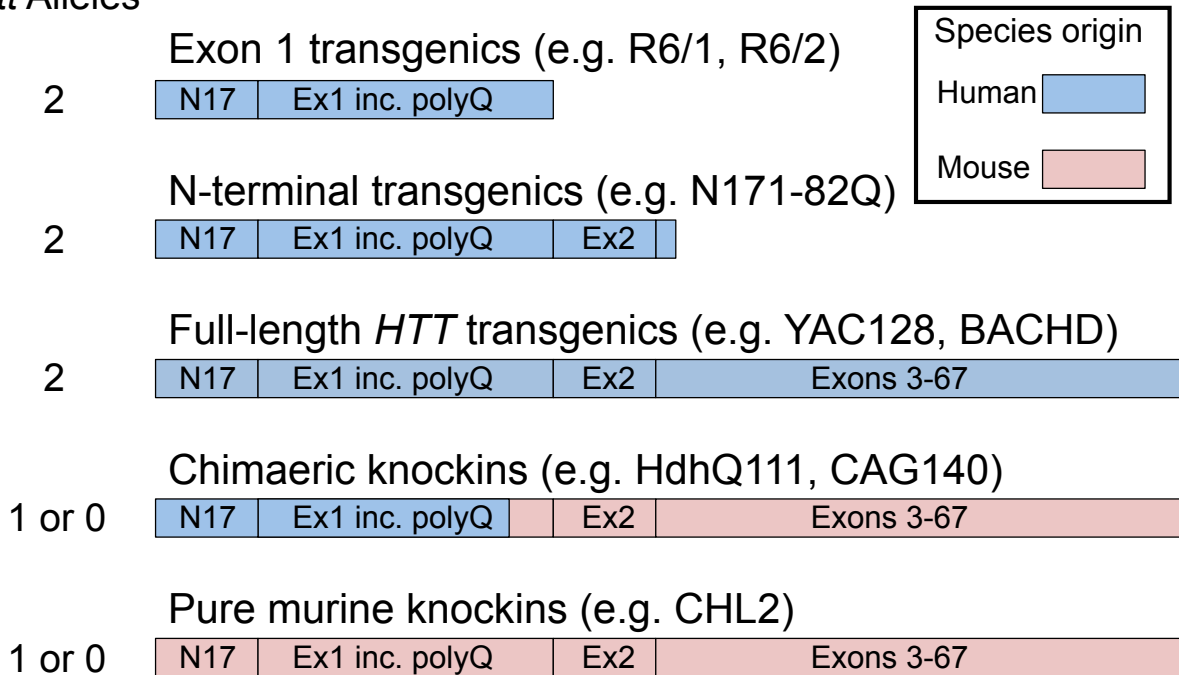 Alleles
Species origin
Human
Mouse
Exon 1 transgenics (e.g. R6/1, R6/2)
2 N17 Ex1 inc. polyQ
N-terminal transgenics (e.g. N171-82Q)
2 N17 Ex1 inc. polyQ Ex2
Full-length HTT transgenics (e.g. YAC128, BACHD)
2 N17 Ex1 inc. polyQ Ex2 Exons 3-67
Chimaeric knockins (e.g. HdhQ111, CAG140)
1 or 0 N17 Ex1 inc. polyQ Ex2 Exons 3-67
Pure murine knockins (e.g. CHL2)
1 or 0 N17 Ex1 inc. polyQ Ex2 Exons 3-67